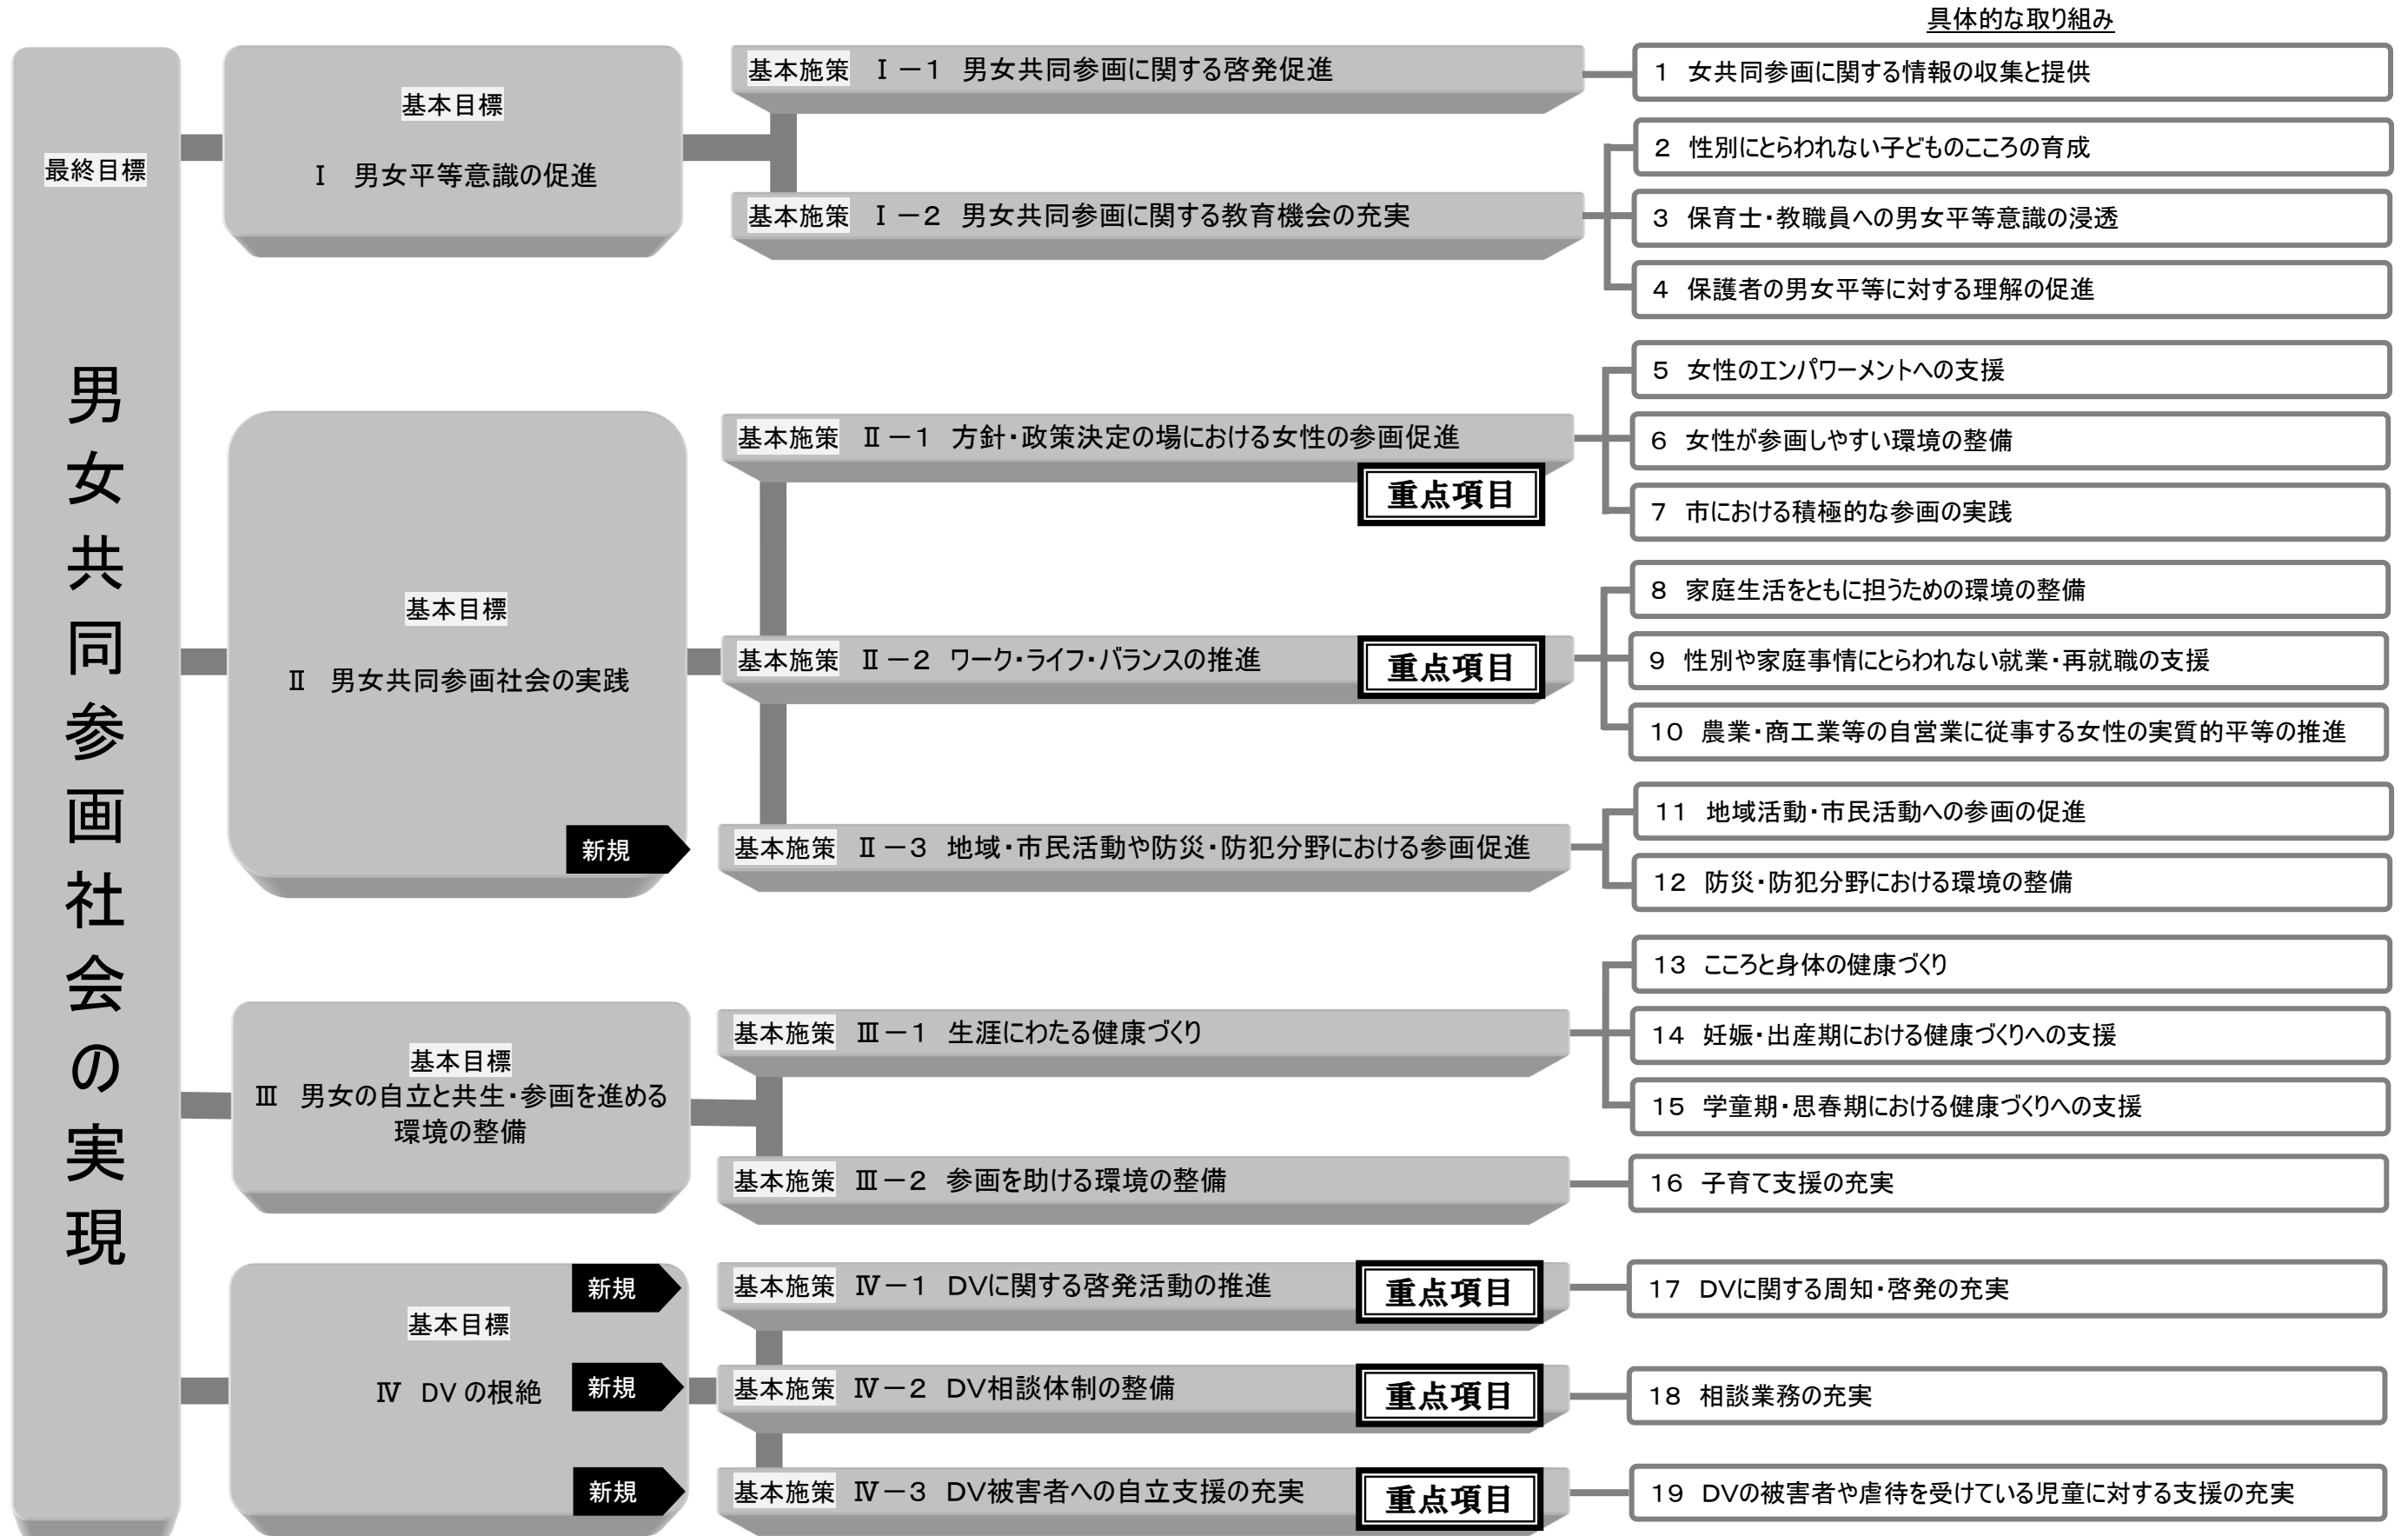 具体的な取り組み
最終目標
男女共同参画社会の実現
基本目標
Ⅰ 男女平等意識の促進
基本施策 Ⅰ－１ 男女共同参画に関する啓発促進
1 女共同参画に関する情報の収集と提供
基本施策 Ⅰ－２ 男女共同参画に関する教育機会の充実
2 性別にとらわれない子どものこころの育成
3 保育士・教職員への男女平等意識の浸透
4 保護者の男女平等に対する理解の促進
基本目標
Ⅱ 男女共同参画社会の実践
基本施策 Ⅱ－１ 方針・政策決定の場における女性の参画促進
重点項目
5 女性のエンパワーメントへの支援
6 女性が参画しやすい環境の整備
7 市における積極的な参画の実践
基本施策 Ⅱ－２ ワーク・ライフ・バランスの推進
重点項目
8 家庭生活をともに担うための環境の整備
9 性別や家庭事情にとらわれない就業・再就職の支援
10 農業・商工業等の自営業に従事する女性の実質的平等の推進
新規
基本施策 Ⅱ－３ 地域・市民活動や防災・防犯分野における参画促進
11 地域活動・市民活動への参画の促進
12 防災・防犯分野における環境の整備
基本目標
Ⅲ 男女の自立と共生・参画を進める
環境の整備
基本施策 Ⅲ－１ 生涯にわたる健康づくり
13 こころと身体の健康づくり
14 妊娠・出産期における健康づくりへの支援
15 学童期・思春期における健康づくりへの支援
基本施策 Ⅲ－２ 参画を助ける環境の整備
16 子育て支援の充実
基本目標
Ⅳ DVの根絶
新規
基本施策 Ⅳ－１ DVに関する啓発活動の推進
重点項目
17 DVに関する周知・啓発の充実
新規
基本施策 Ⅳ－２ DV相談体制の整備
重点項目
18 相談業務の充実
新規
基本施策 Ⅳ－３ DV被害者への自立支援の充実
重点項目
19 DVの被害者や虐待を受けている児童に対する支援の充実